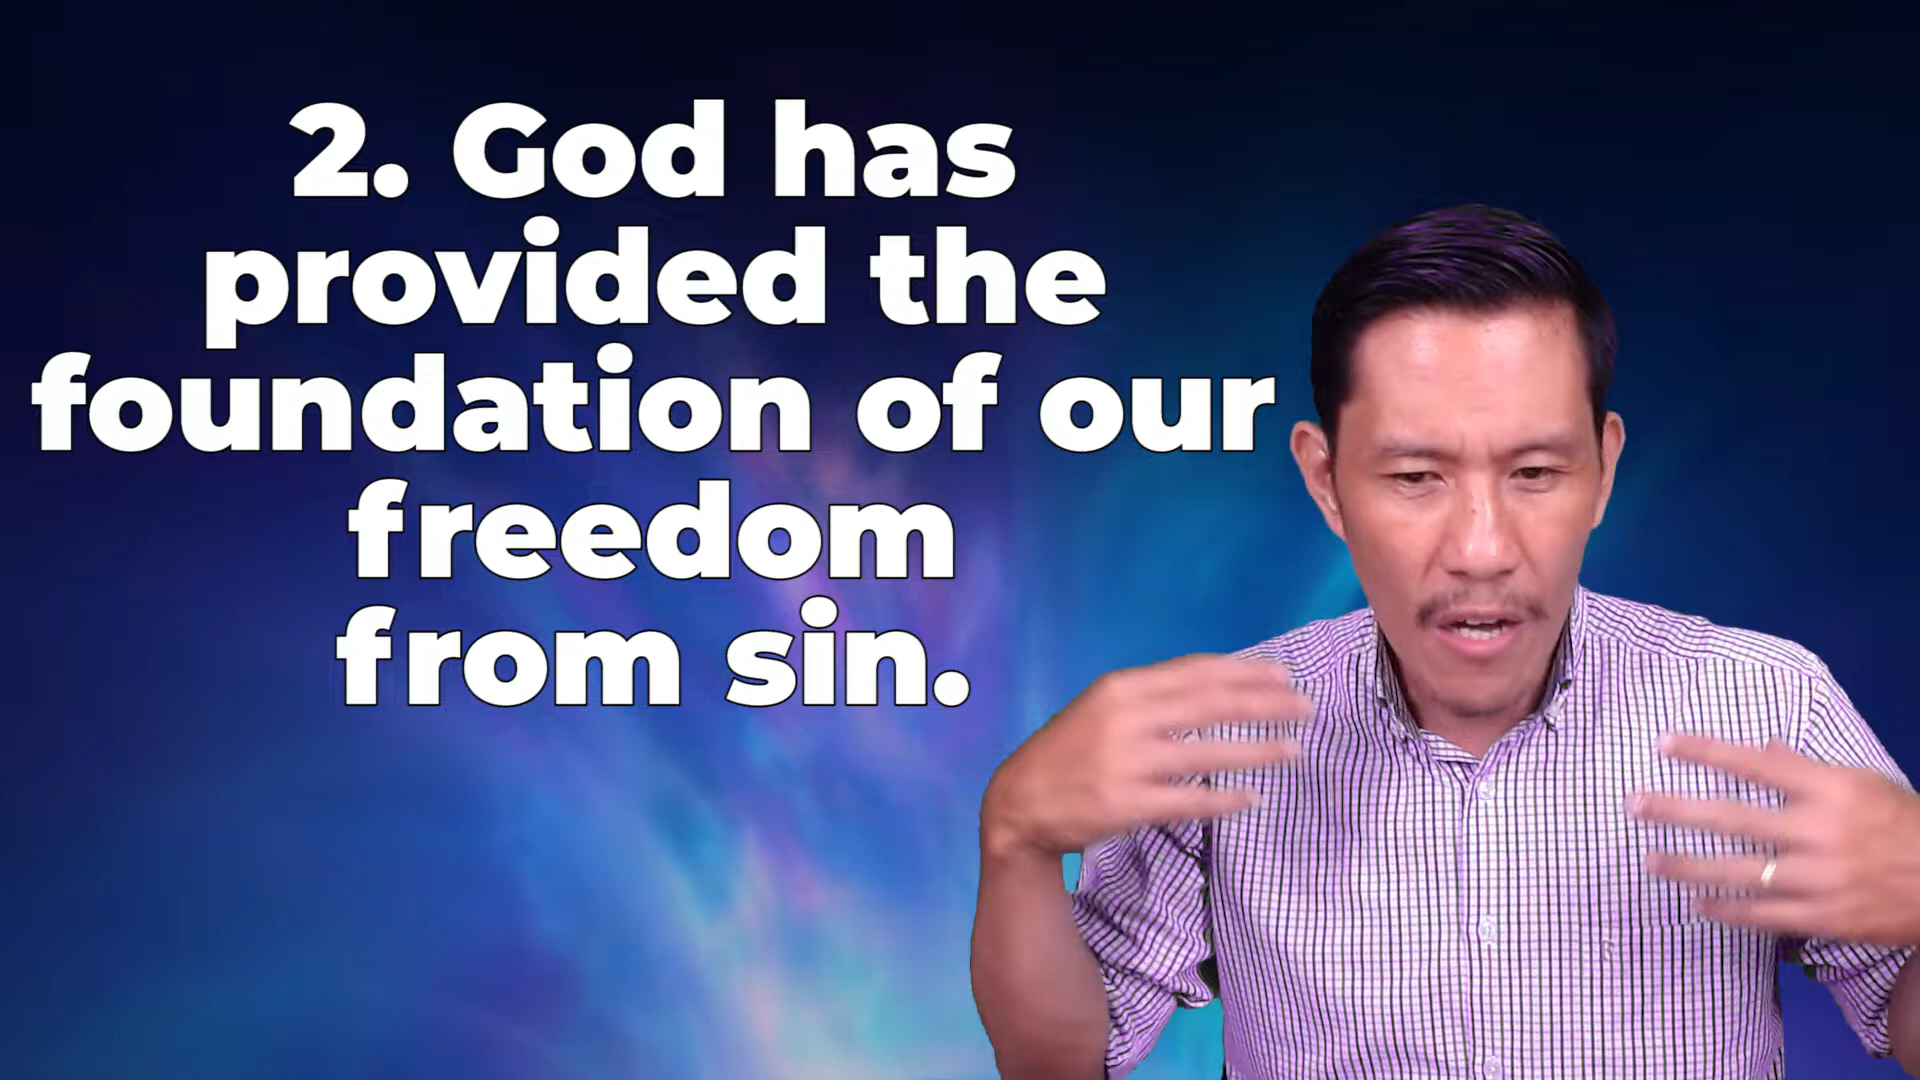 2. God has
provided the
foundation of our
freedom
from sin.